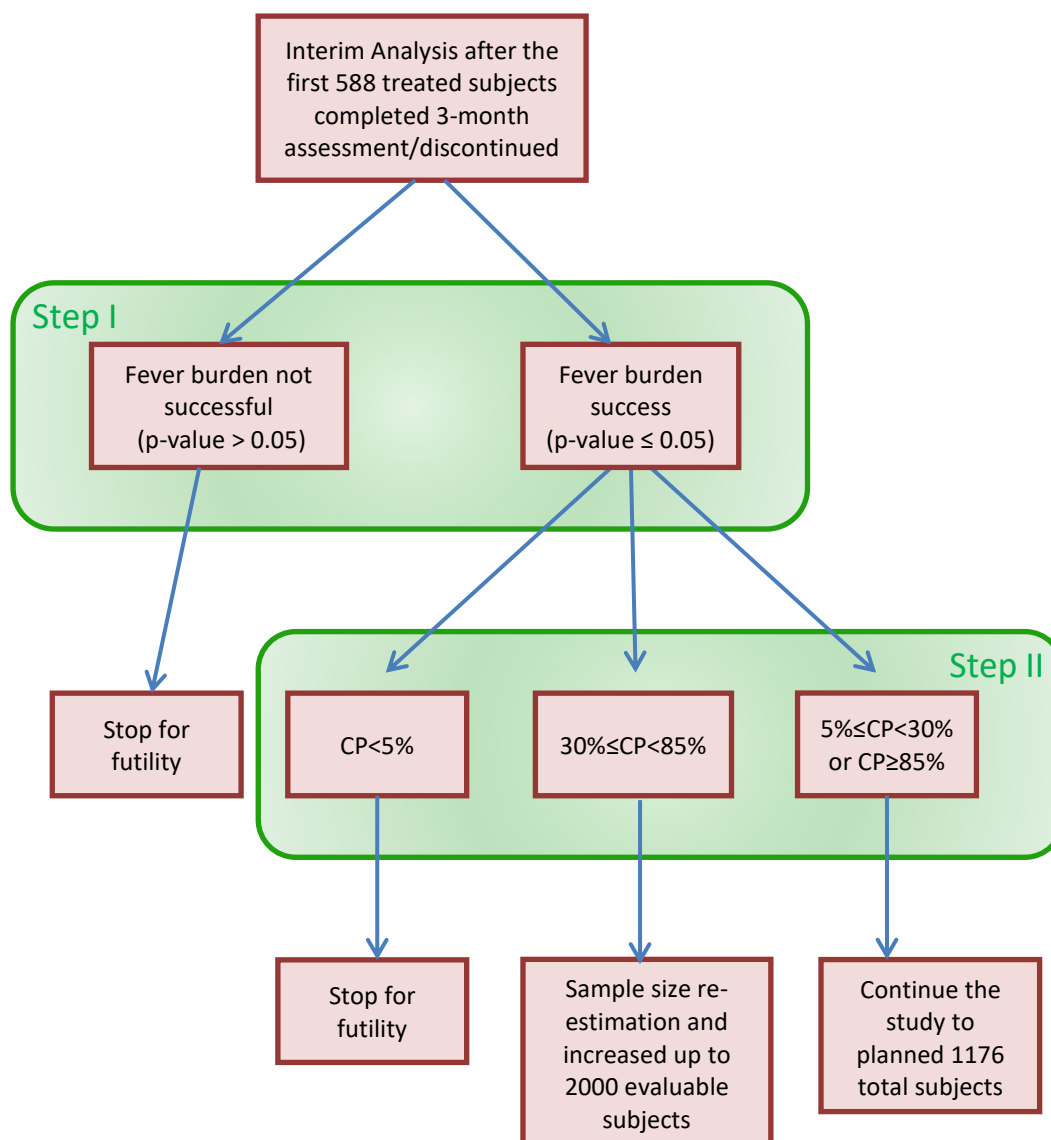 Interim Analysis after the
first 588 treated subjects
completed 3-month
assessment/discontinued
Step I
Fever burden not
successful
(p-value > 0.05)
Fever burden
success
(p-value ≤ 0.05)
Step II
Stop for
futility
CP<5%
30%≤CP<85%
5%≤CP<30%
or CP≥85%
Stop for
futility
Sample size re-
estimation and
increased up to
2000 evaluable
subjects
Continue the
study to
planned 1176
total subjects